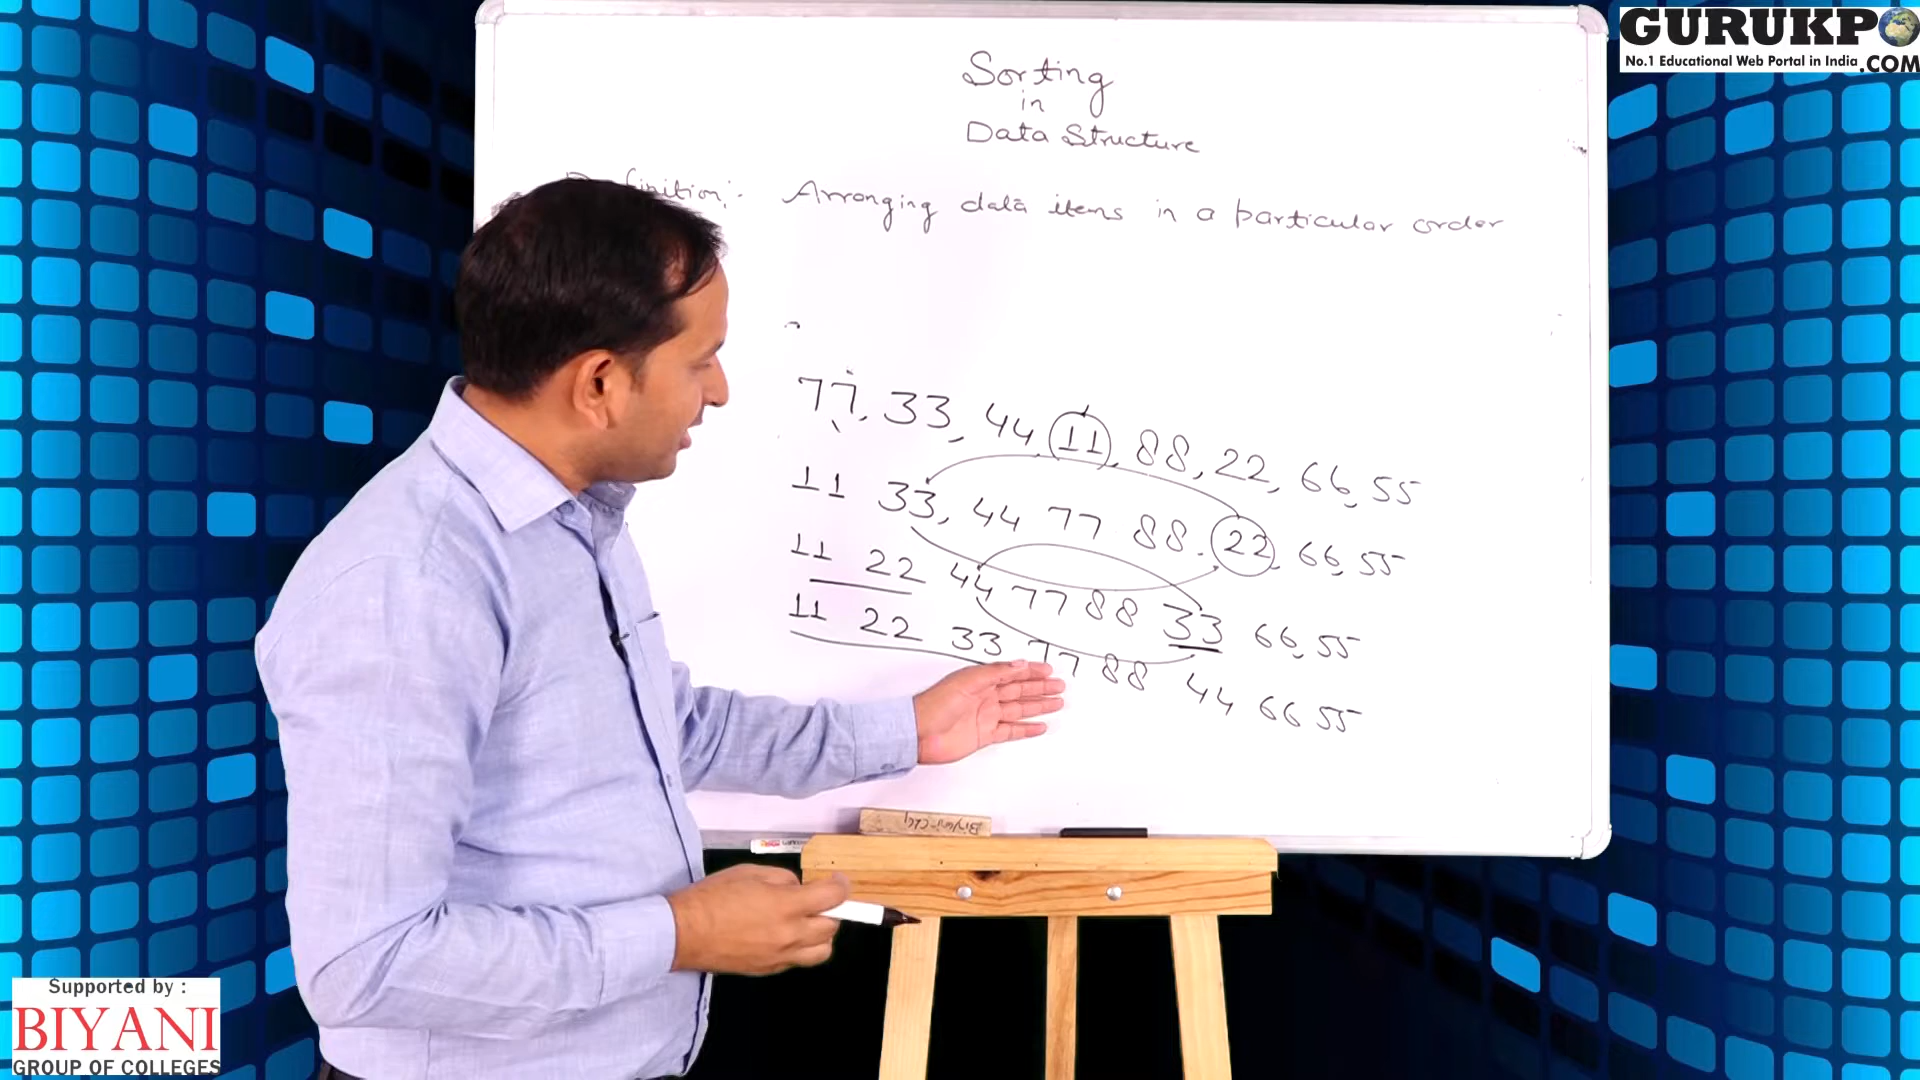 GURUKPO
No.1 Educational Web Portal in India .COM
Sorting
in
Data Structure
Definition:- Arranging data items in a particular order
77, 33, 44, 11, 88, 22, 66, 55
11 33, 44 77 88, 22, 66, 55
11 22 44 77 88 33 66, 55
11 22 33 77 88 44 66 55
Supported by :
BIYANI
GROUP OF COLLEGES